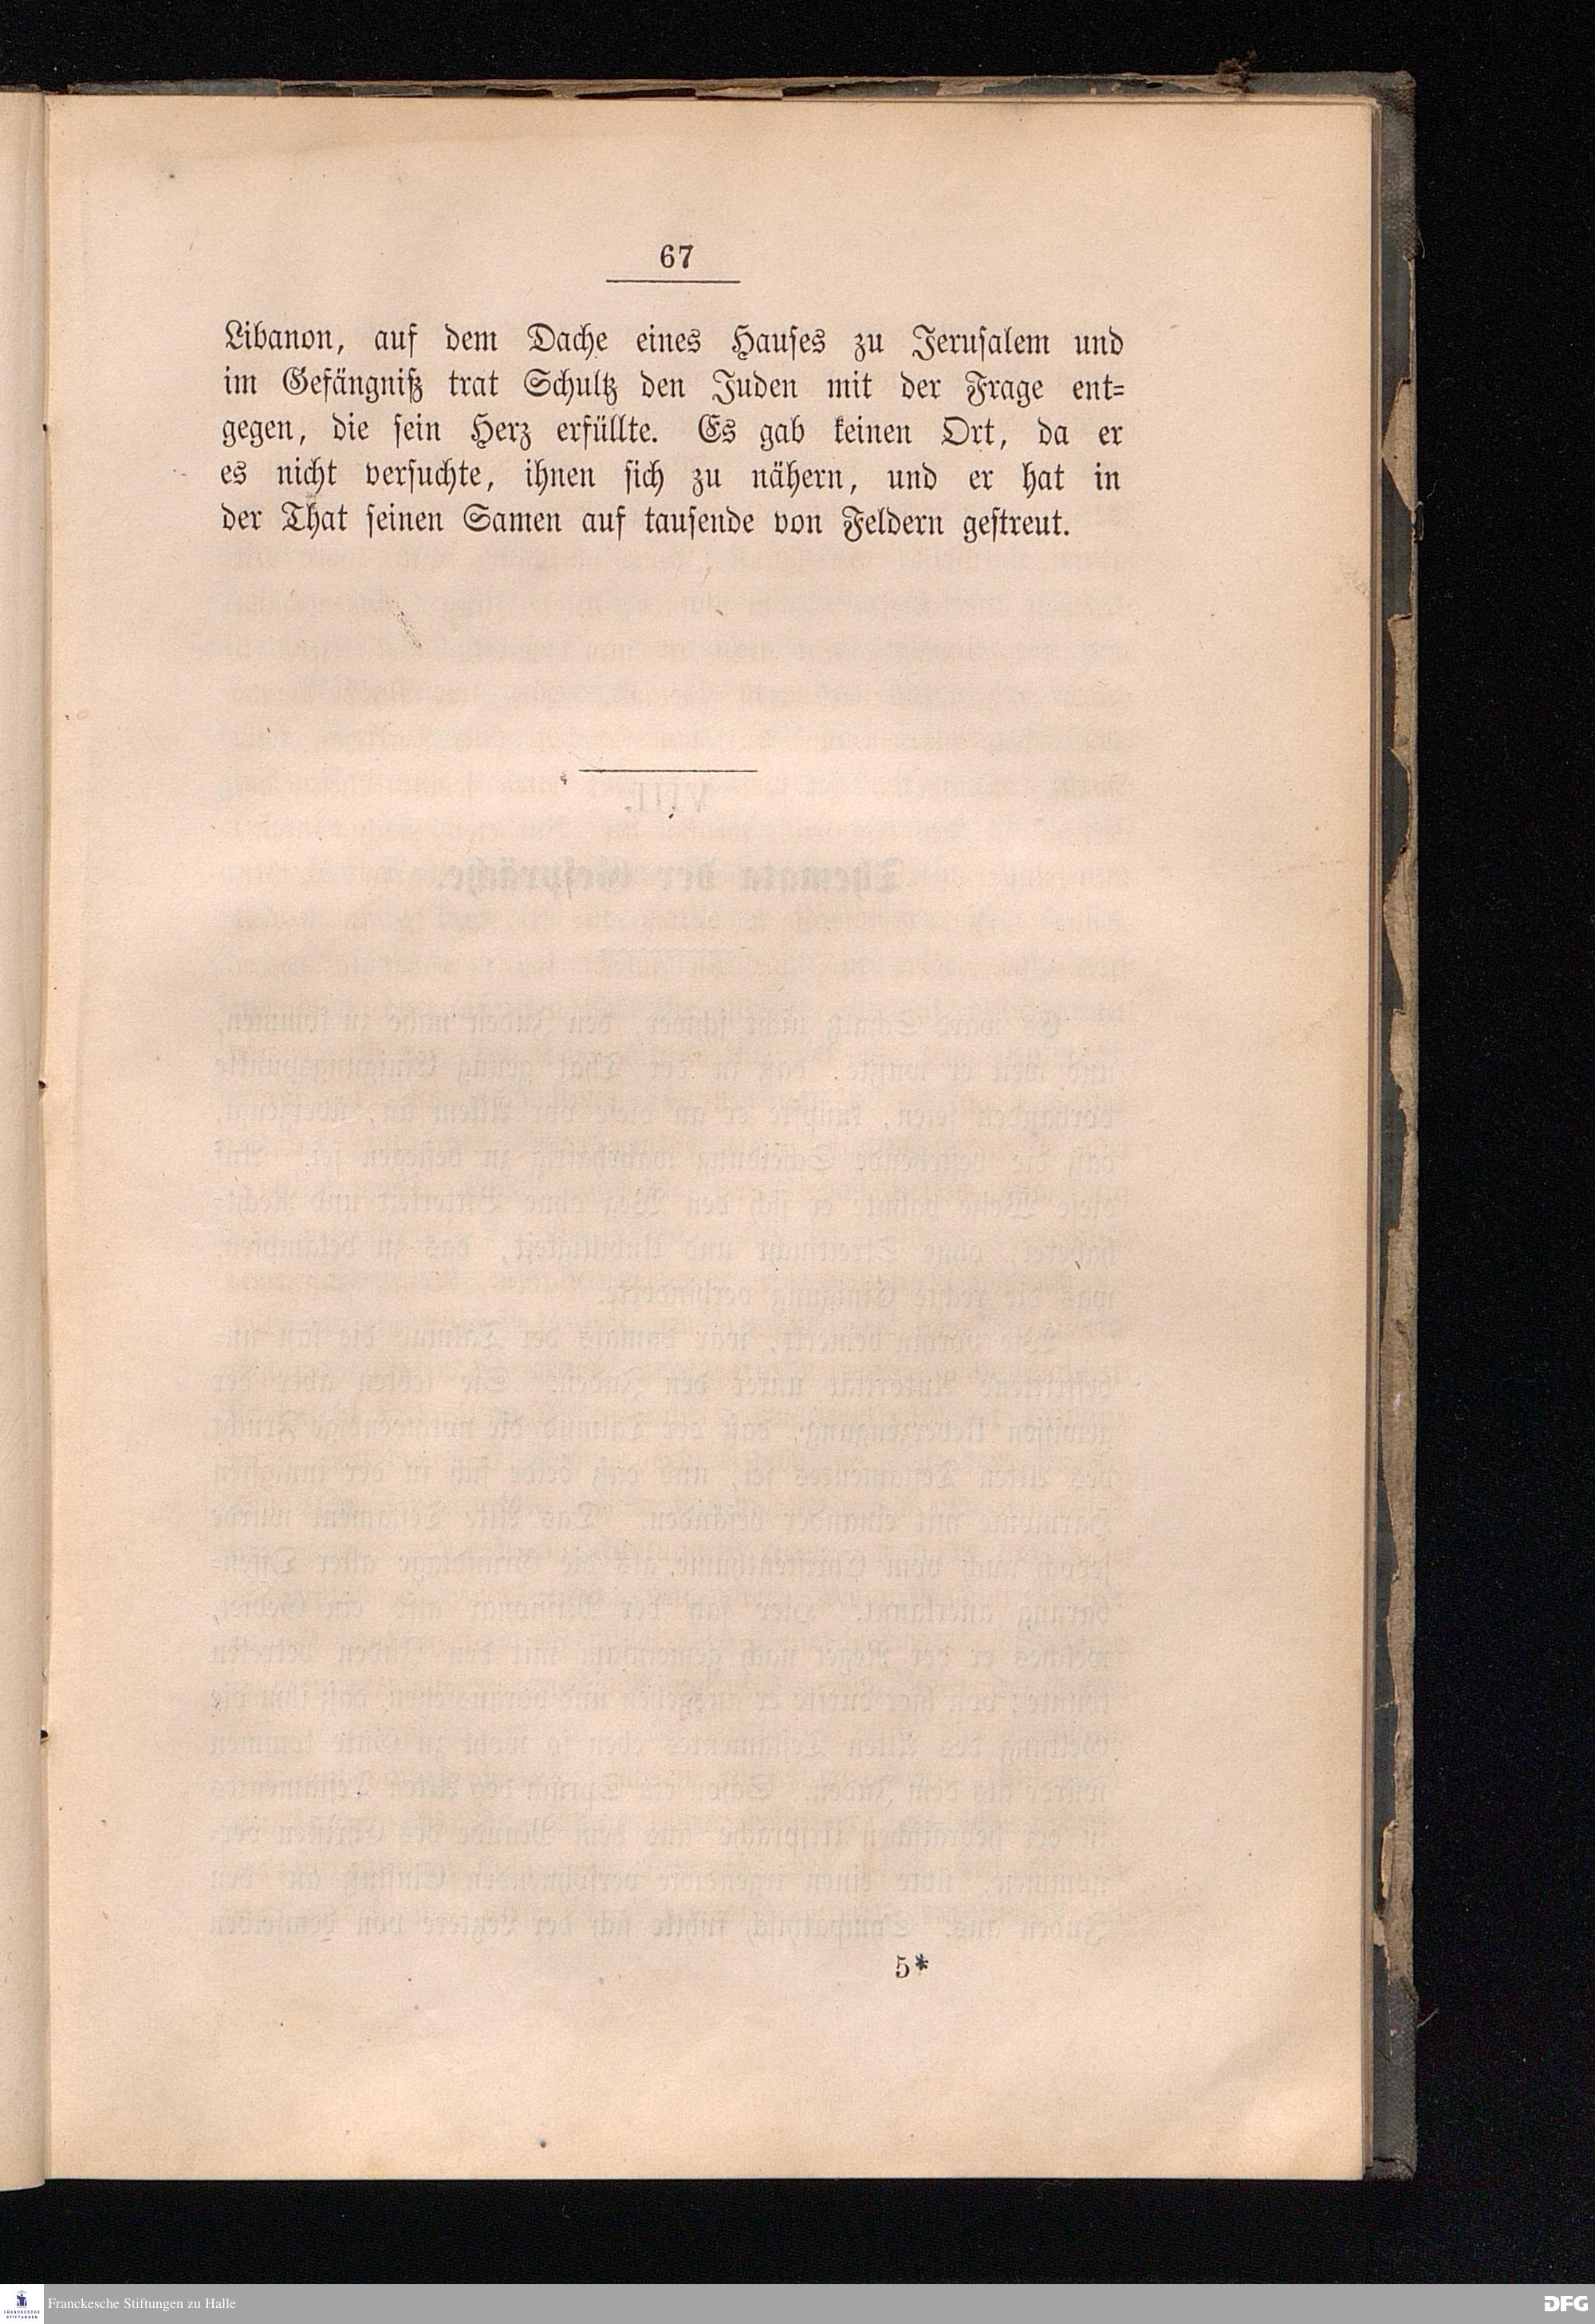 67
Libanon, auf dem Dache eines Hauses zu Jerusalem und
im Gefängniß trat Schultz den Juden mit der Frage ent=
gegen, die sein Herz erfüllte. Es gab keinen Ort, da er
es nicht versuchte, ihnen sich zu nähern, und er hat in
der That seinen Samen auf tausende von Feldern gestreut.
5*
FRANCKESCHE
STIFTUNGEN
Franckesche Stiftungen zu Halle
DFG